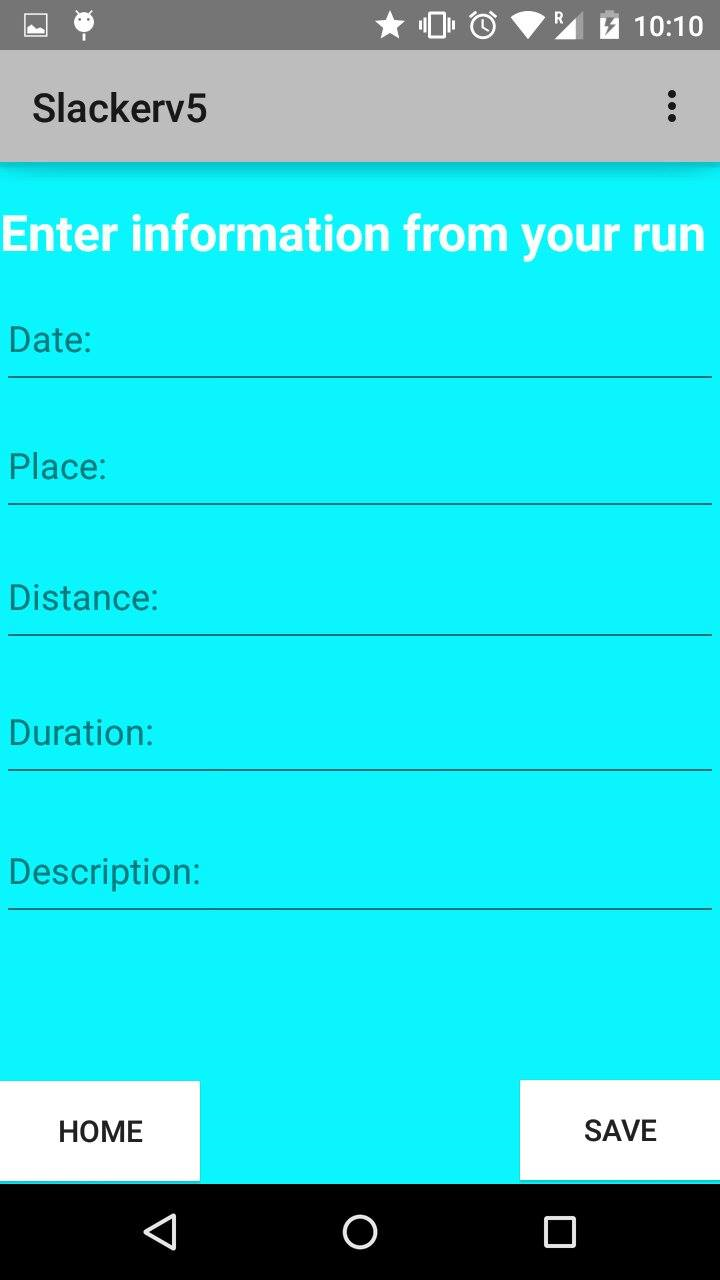 R 10:10
Slackerv5
Enter information from your run
Date:
Place:
Distance:
Duration:
Description:
HOME
SAVE